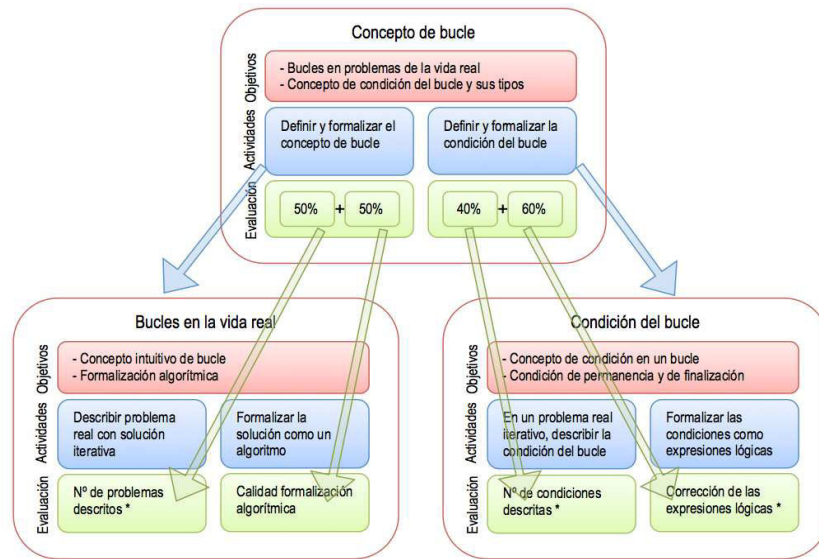 Concepto de bucle
Objetivos
- Bucles en problemas de la vida real
- Concepto de condición del bucle y sus tipos
Actividades
Definir y formalizar el
concepto de bucle
Definir y formalizar la
condición del bucle
Evaluación
50% + 50%
40% + 60%
Bucles en la vida real
Objetivos
- Concepto intuitivo de bucle
- Formalización algorítmica
Actividades
Describir problema
real con solución
iterativa
Formalizar la
solución como un
algoritmo
Evaluación
Nº de problemas
descritos *
Calidad formalización
algorítmica
Condición del bucle
Objetivos
- Concepto de condición en un bucle
- Condición de permanencia y de finalización
Actividades
En un problema real
iterativo, describir la
condición del bucle
Formalizar las
condiciones como
expresiones lógicas
Evaluación
Nº de condiciones
descritas *
Corrección de las
expresiones lógicas *